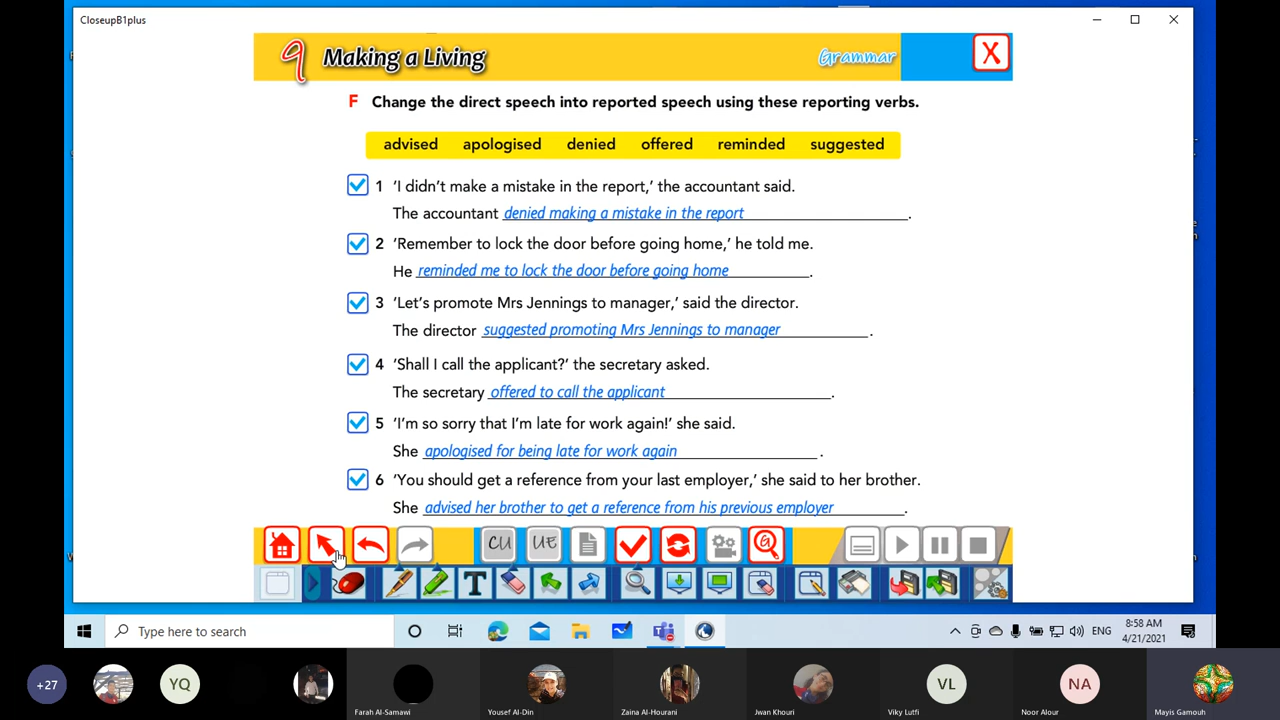 CloseupB1plus
9 Making a Living
Grammar
X
F Change the direct speech into reported speech using these reporting verbs.
advised apologised denied offered reminded suggested
1 ‘I didn’t make a mistake in the report,’ the accountant said.
The accountant denied making a mistake in the report.
2 ‘Remember to lock the door before going home,’ he told me.
He reminded me to lock the door before going home.
3 ‘Let’s promote Mrs Jennings to manager,’ said the director.
The director suggested promoting Mrs Jennings to manager.
4 ‘Shall I call the applicant?’ the secretary asked.
The secretary offered to call the applicant.
5 ‘I’m so sorry that I’m late for work again!’ she said.
She apologised for being late for work again.
6 ‘You should get a reference from your last employer,’ she said to her brother.
She advised her brother to get a reference from his previous employer.
CU UE G
T
Type here to search
ENG
8:58 AM
4/21/2021
+27 YQ VL NA
Farah Al-Samawi Yousef Al-Din Zaina Al-Hourani Jwan Khouri Viky Lutfi Noor Alour Mayis Gamouh